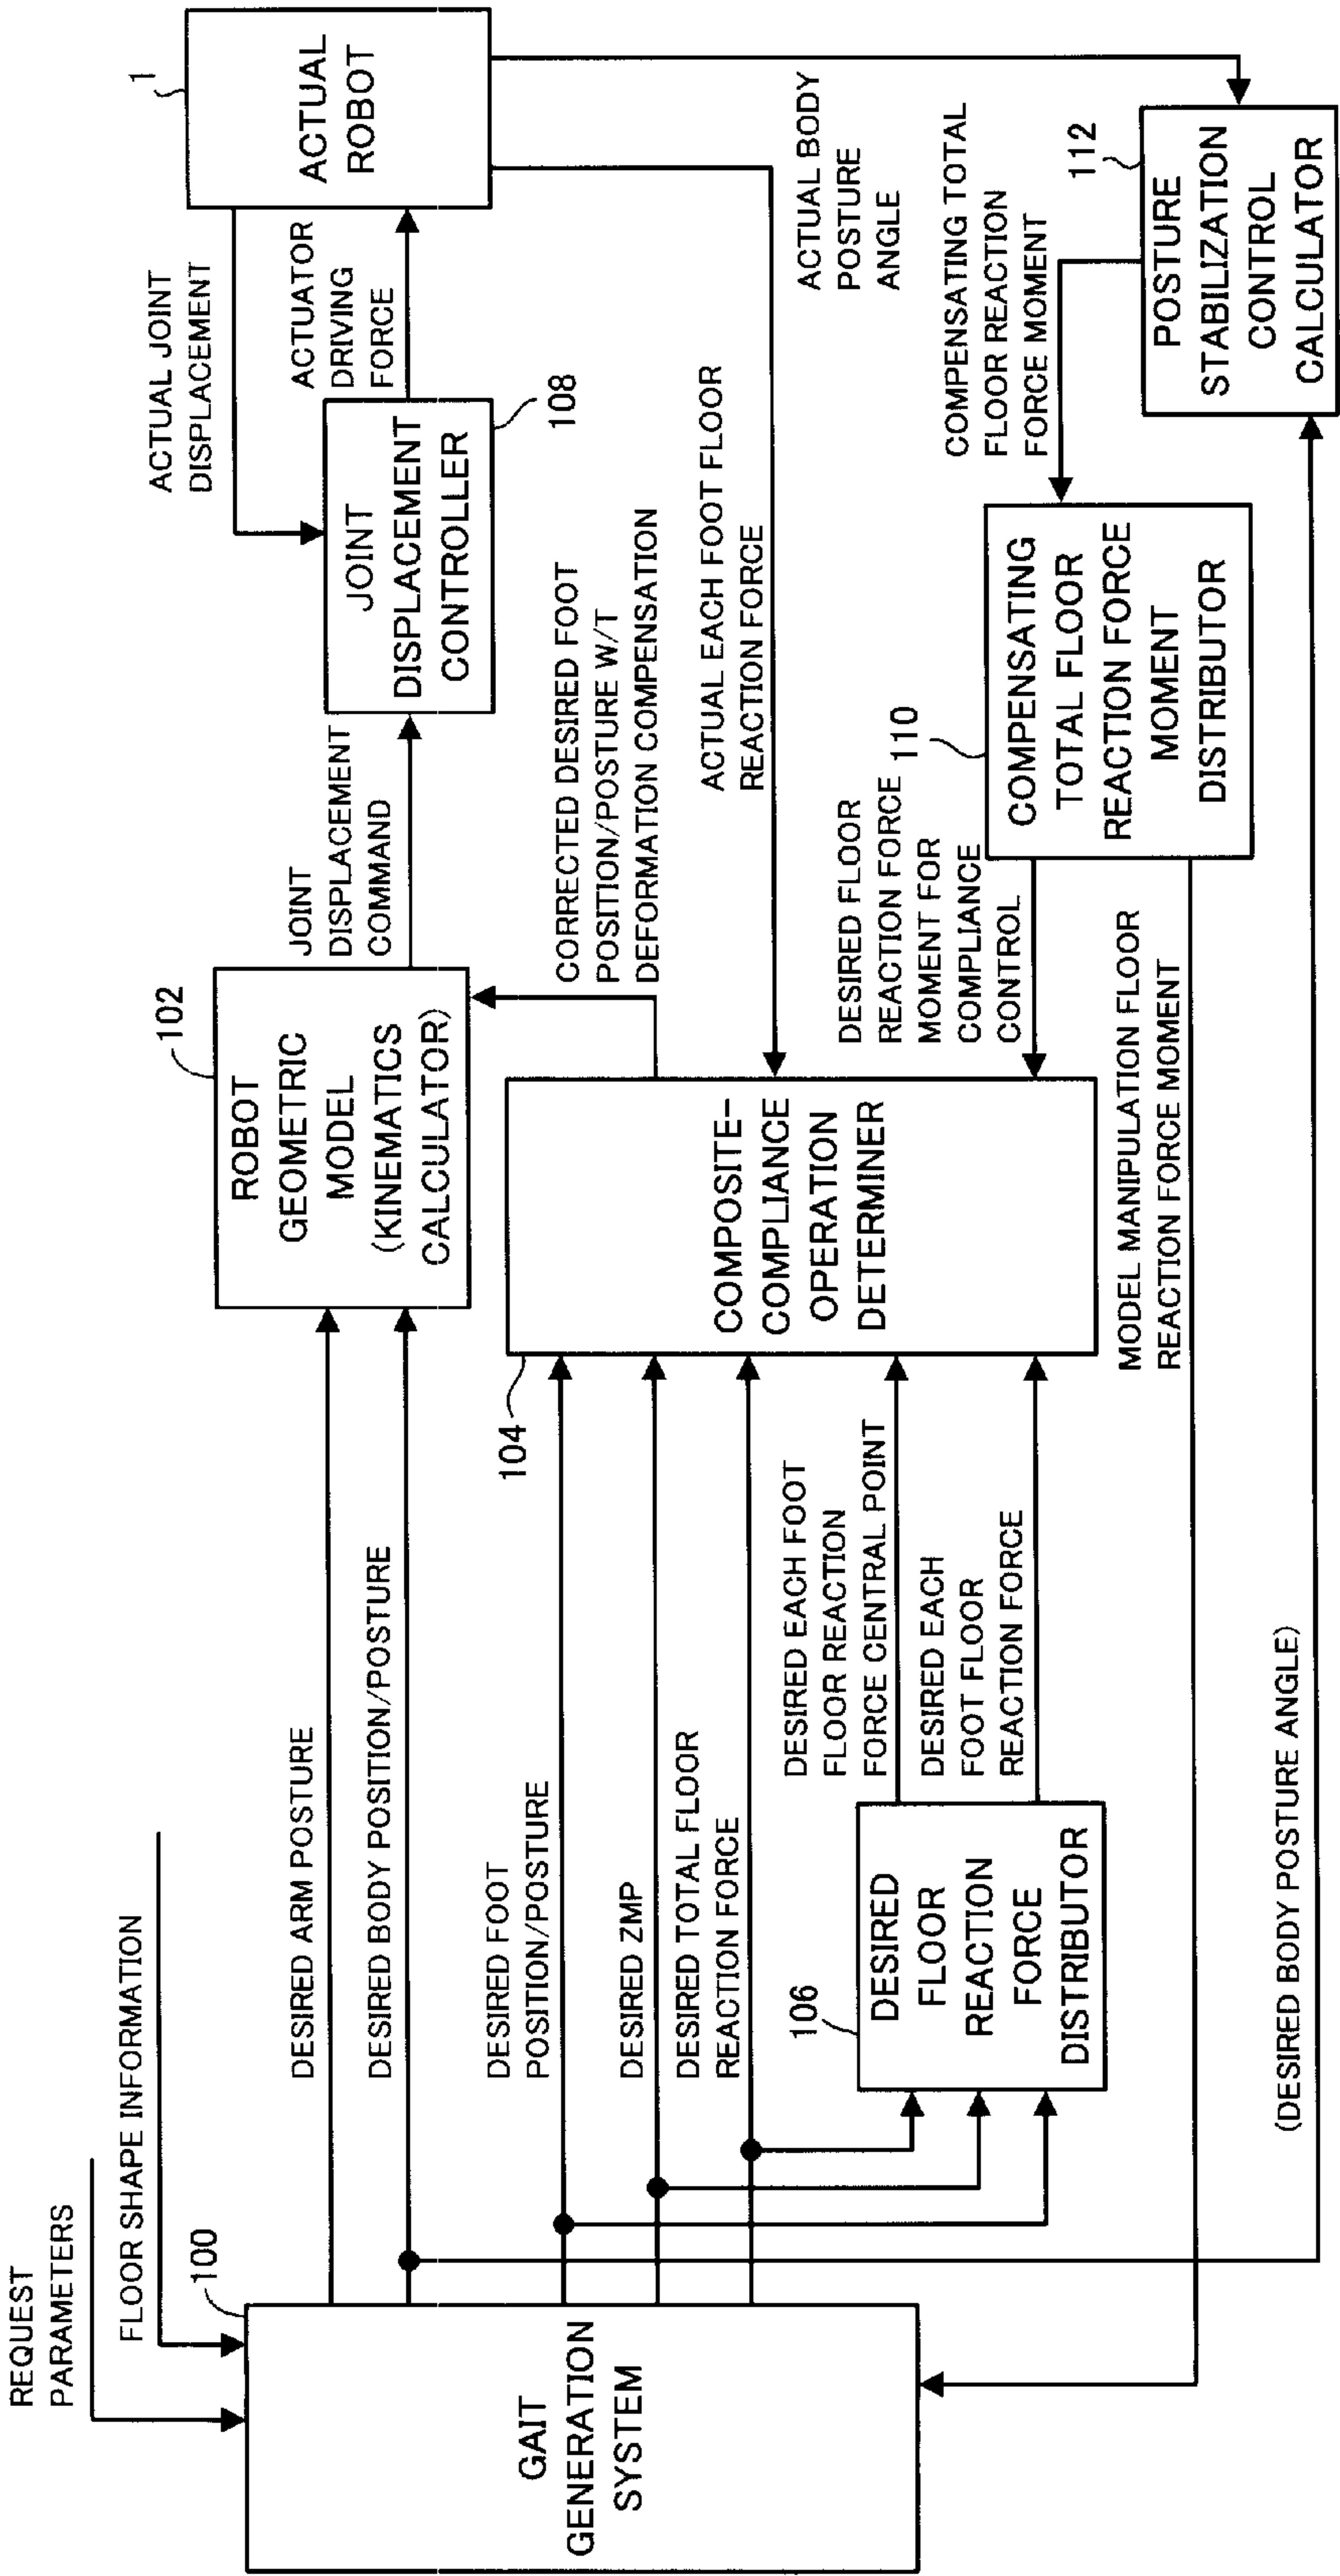 REQUEST
PARAMETERS
FLOOR SHAPE INFORMATION
100
GAIT
GENERATION
SYSTEM
DESIRED ARM POSTURE
DESIRED BODY POSITION/POSTURE
DESIRED FOOT
POSITION/POSTURE
DESIRED ZMP
DESIRED TOTAL FLOOR
REACTION FORCE
106
DESIRED
FLOOR
REACTION
FORCE
DISTRIBUTOR
DESIRED EACH FOOT
FLOOR REACTION
FORCE CENTRAL POINT
DESIRED EACH
FOOT FLOOR
REACTION FORCE
(DESIRED BODY POSTURE ANGLE)
102
ROBOT
GEOMETRIC
MODEL
(KINEMATICS
CALCULATOR)
104
COMPOSITE-
COMPLIANCE
OPERATION
DETERMINER
MODEL MANIPULATION FLOOR
REACTION FORCE MOMENT
JOINT
DISPLACEMENT
COMMAND
CORRECTED DESIRED FOOT
POSITION/POSTURE W/T
DEFORMATION COMPENSATION
ACTUAL EACH FOOT FLOOR
REACTION FORCE
DESIRED FLOOR
REACTION FORCE
MOMENT FOR
COMPLIANCE
CONTROL
110
COMPENSATING
TOTAL FLOOR
REACTION FORCE
MOMENT
DISTRIBUTOR
JOINT
DISPLACEMENT
CONTROLLER
108
ACTUAL JOINT
DISPLACEMENT
ACTUATOR
DRIVING
FORCE
1
ACTUAL
ROBOT
ACTUAL BODY
POSTURE
ANGLE
COMPENSATING TOTAL
FLOOR REACTION
FORCE MOMENT
112
POSTURE
STABILIZATION
CONTROL
CALCULATOR